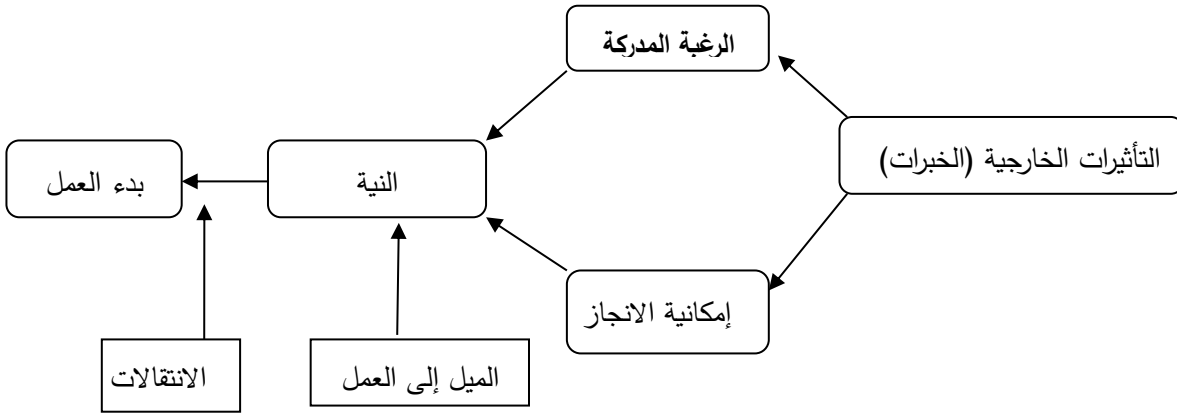 الرغبة المدركة
التأثيرات الخارجية (الخبرات)
النية
بدء العمل
إمكانية الانجاز
الميل إلى العمل
الانتقالات